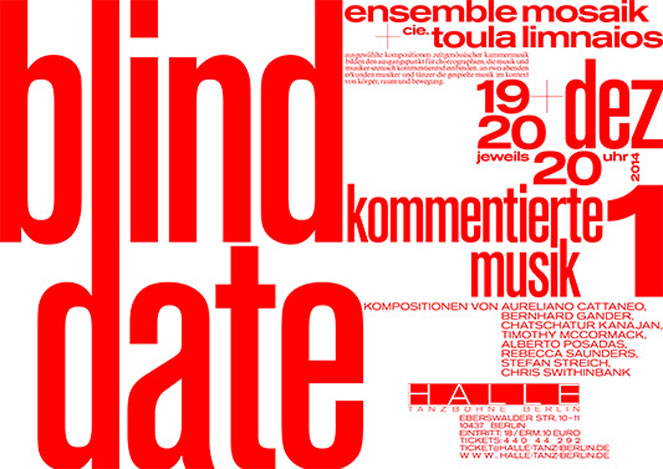 blind
date
ensemble mosaik
+ cie. toula limnaios
ausgewählte kompositionen zeitgenössischer kammermusik
bilden den ausgangspunkt für choreographien, die musik und
musiker szenisch kommentierend einbinden. an zwei abenden
erkunden musiker und tänzer die gespielte musik im kontext
von körper, raum und bewegung.
19 + dez
20
jeweils 20 uhr 2014
kommentierte 1
musik
KOMPOSITIONEN VON AURELIANO CATTANEO,
BERNHARD GANDER,
CHATSCHATUR KANAJAN,
TIMOTHY MCCORMACK,
ALBERTO POSADAS,
REBECCA SAUNDERS,
STEFAN STREICH,
CHRIS SWITHINBANK
HALLE
TANZBÜHNE BERLIN
EBERSWALDER STR. 10–11
10437 BERLIN
EINTRITT: 18 / ERM. 10 EURO
TICKETS: 4 40 44 292
TICKET@HALLE-TANZ-BERLIN.DE
WWW.HALLE-TANZ-BERLIN.DE